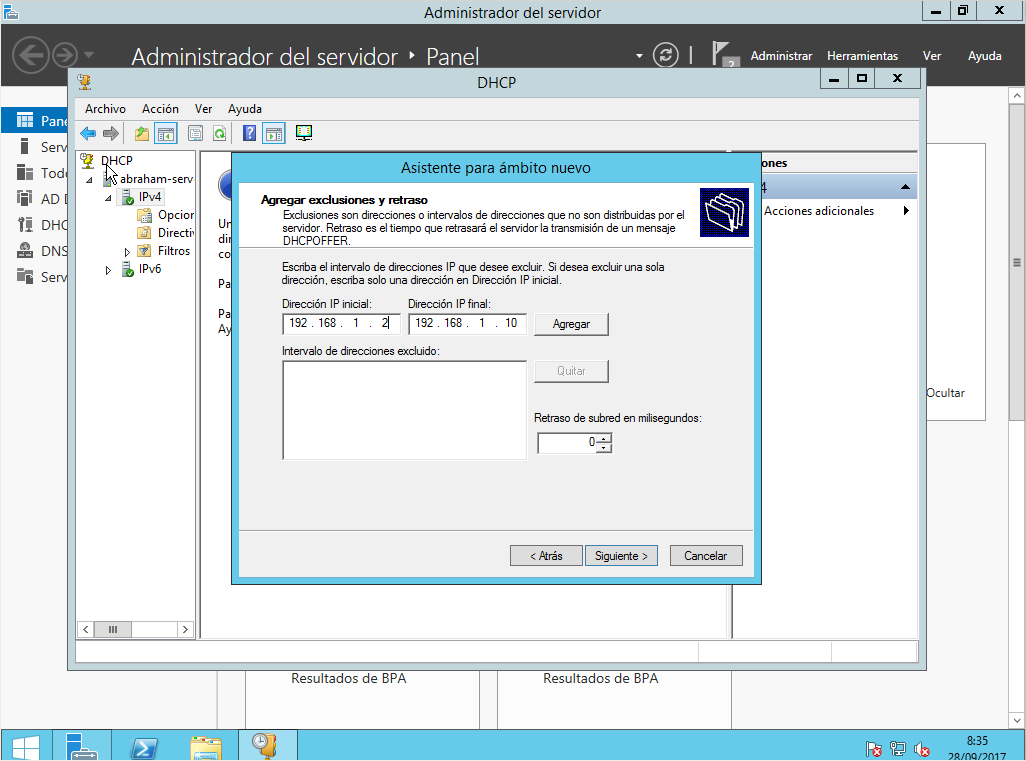 Administrador del servidor
Administrador del servidor ‣ Panel
Administrar Herramientas Ver Ayuda
DHCP
Archivo Acción Ver Ayuda
DHCP
abraham-serv
IPv4
Opcion
Directiv
Filtros
IPv6
Pane
Serv
Todo
AD D
DHC
DNS
Serv
Un
dir
co
Pa
Pa
Ay
Asistente para ámbito nuevo
Agregar exclusiones y retraso
Exclusiones son direcciones o intervalos de direcciones que no son distribuidas por el
servidor. Retraso es el tiempo que retrasará el servidor la transmisión de un mensaje
DHCPOFFER.
Escriba el intervalo de direcciones IP que desee excluir. Si desea excluir una sola
dirección, escriba solo una dirección en Dirección IP inicial.
Dirección IP inicial: Dirección IP final:
192 . 168 . 1 . 2 192 . 168 . 1 . 10 Agregar
Intervalo de direcciones excluido:
Quitar
Retraso de subred en milisegundos:
0
< Atrás Siguiente > Cancelar
ones
4
Acciones adicionales
Ocultar
Resultados de BPA Resultados de BPA
8:35
28/09/2017